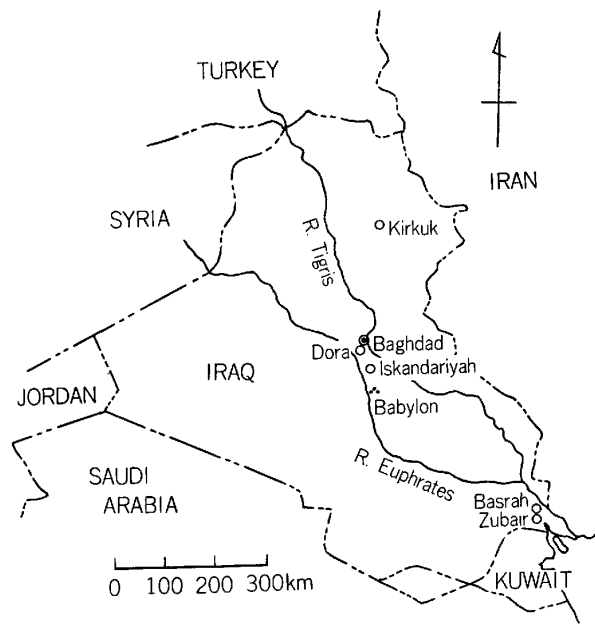 TURKEY
IRAN
SYRIA
Kirkuk
R. Tigris
Baghdad
Dora
Iskandariyah
IRAQ
JORDAN
Babylon
R. Euphrates
SAUDI
ARABIA
Basrah
Zubair
KUWAIT
0 100 200 300km